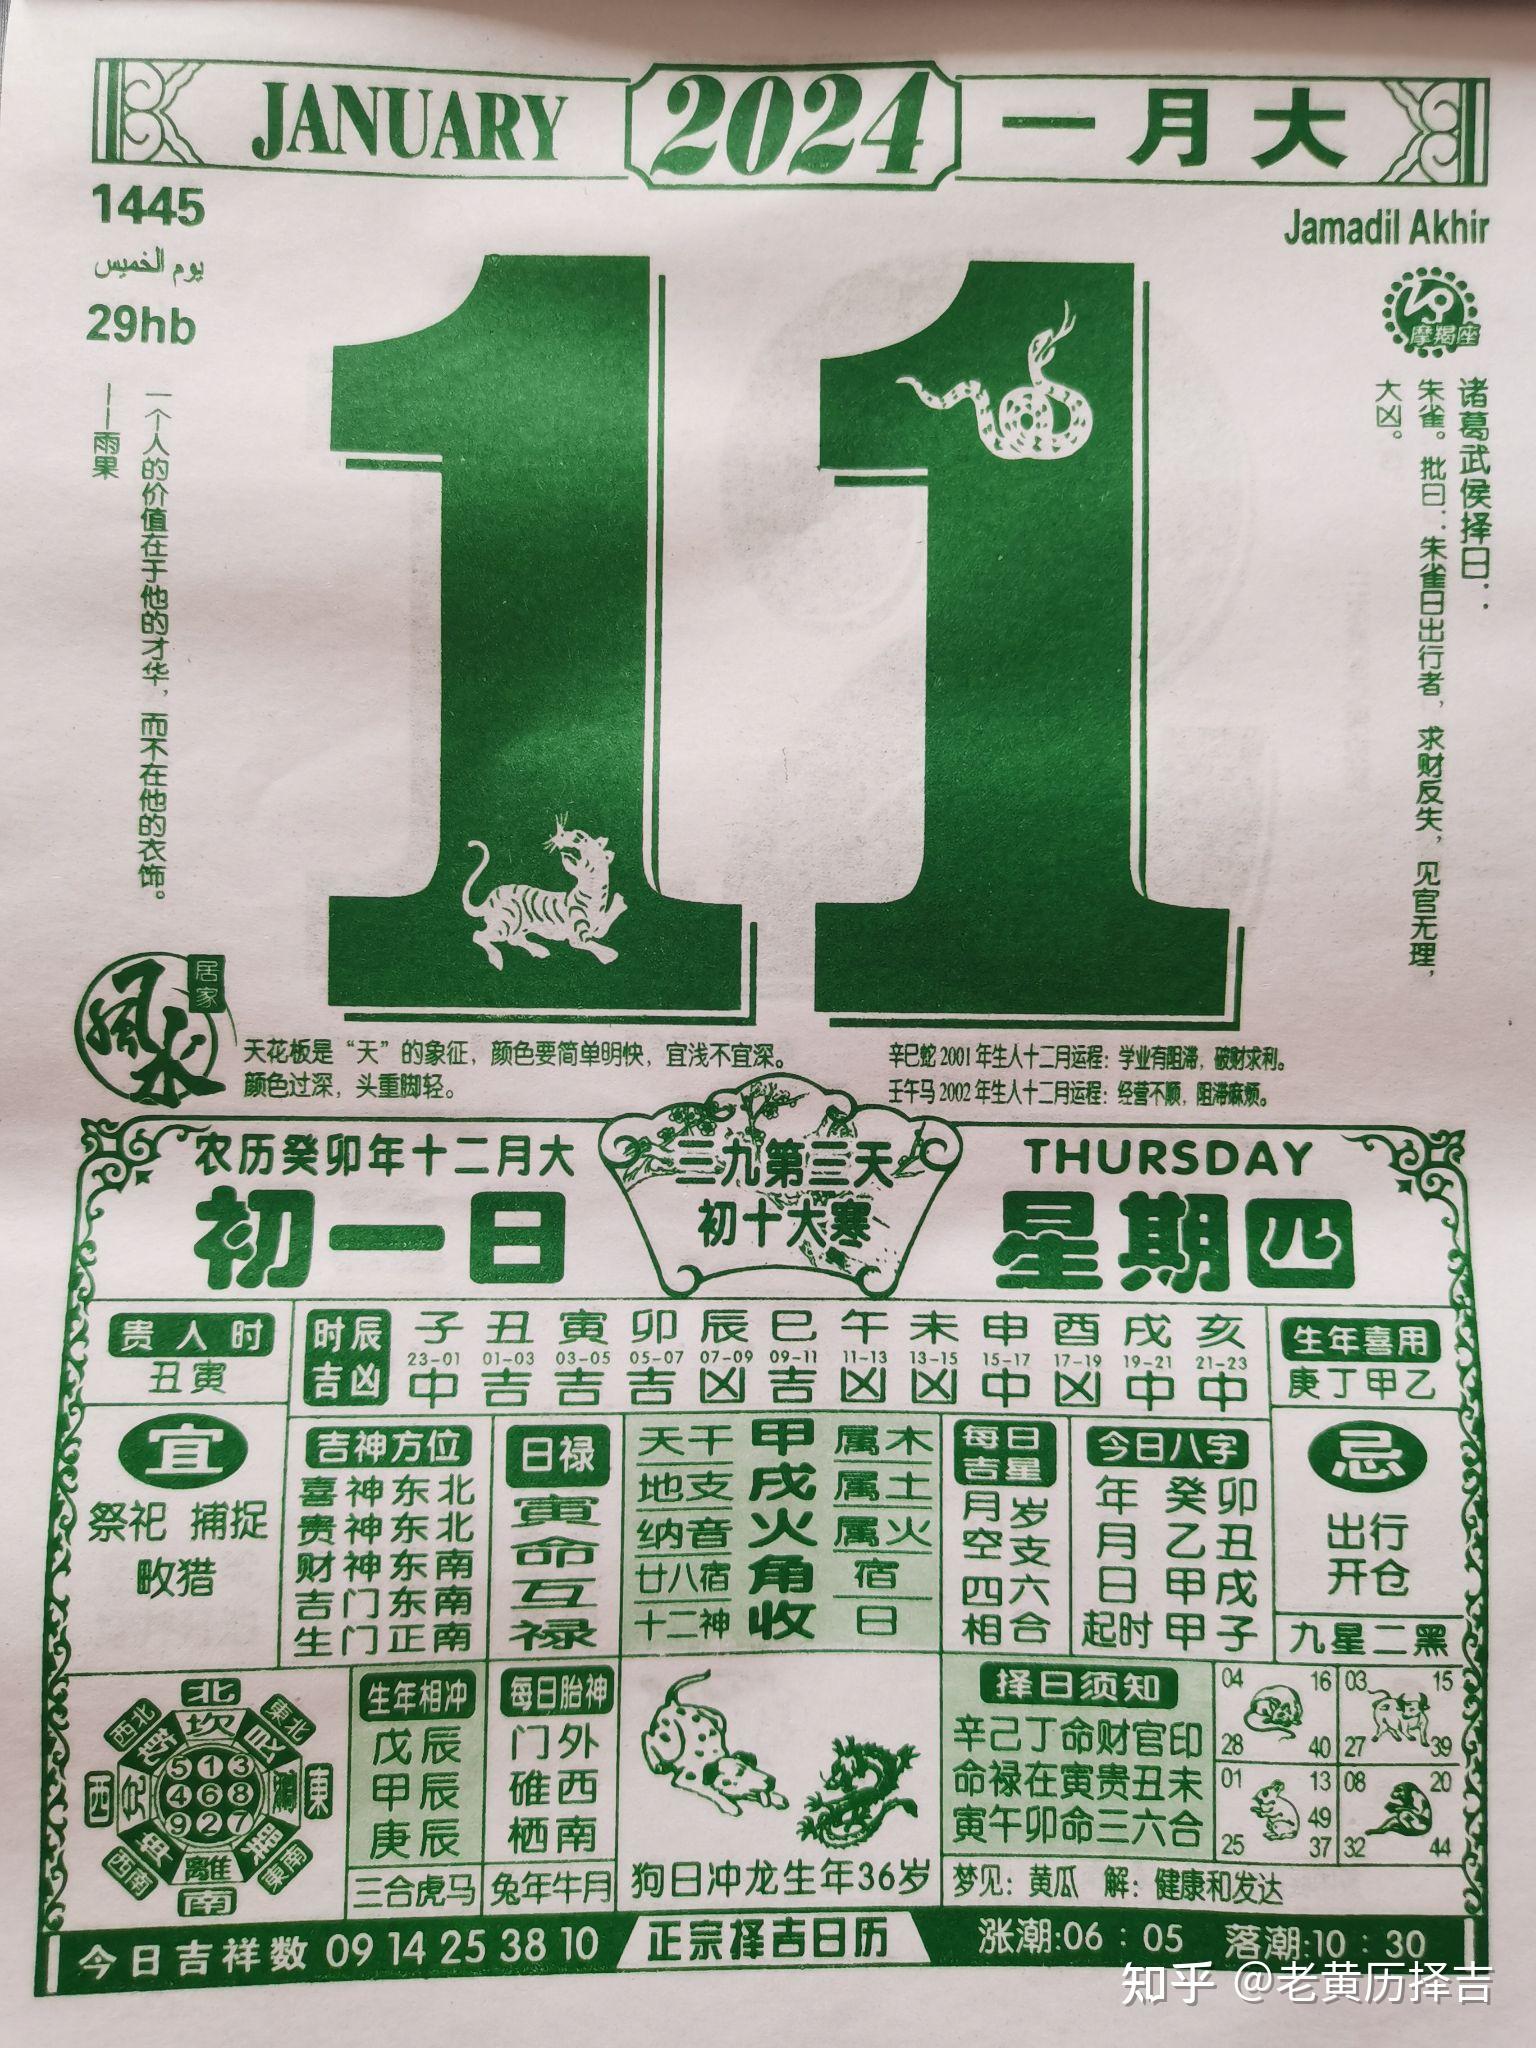 JANUARY 2024 一月大
1445
يوم الخميس
29hb
Jamadil Akhir
摩羯座
诸葛武侯择日：
朱雀。批曰：朱雀日出行者，求财反失，见官无理，
大凶。
一个人的价值在于他的才华，而不在他的衣饰。
——雨果
居家
風水
天花板是“天”的象征，颜色要简单明快，宜浅不宜深。
颜色过深，头重脚轻。
辛巳蛇2001年生人十二月运程：学业有阻滞，破财求利。
壬午马2002年生人十二月运程：经营不顺，阻滞麻烦。
农历癸卯年十二月大
初一日
三九第三天
初十大寒
THURSDAY
星期四
贵人时
丑寅
时辰 子 丑 寅 卯 辰 巳 午 未 申 酉 戌 亥
23-01 01-03 03-05 05-07 07-09 09-11 11-13 13-15 15-17 17-19 19-21 21-23
吉凶 中 吉 吉 吉 凶 吉 凶 凶 中 凶 中 中
生年喜用
庚丁甲乙
宜
祭祀 捕捉
畋猎
吉神方位
喜神东北
贵神东北
财神东南
吉门东南
生门正南
日禄
寅命互禄
天干 甲 属木
地支 戌 属土
纳音 火 属火
廿八宿 角 宿
十二神 收 日
每日吉星
月空 岁支
四相 六合
今日八字
年 癸卯
月 乙丑
日 甲戌
起时 甲子
忌
出行
开仓
九星二黑
北
西北 坎 東北
5 1 3
西 兌 4 6 8 東
9 2 7
西南 離 東南
南
生年相冲
戊辰
甲辰
庚辰
三合虎马
每日胎神
门外
碓西
栖南
兔年牛月
狗日冲龙生年36岁
择日须知
辛己丁命财官印
命禄在寅贵丑未
寅午卯命三六合
04 16 03 15
28 40 27 39
01 13 08 20
49
25 37 32 44
梦见：黄瓜 解：健康和发达
今日吉祥数 09 14 25 38 10
正宗择吉日历
涨潮:06：05 落潮:10：30
知乎 @老黄历择吉